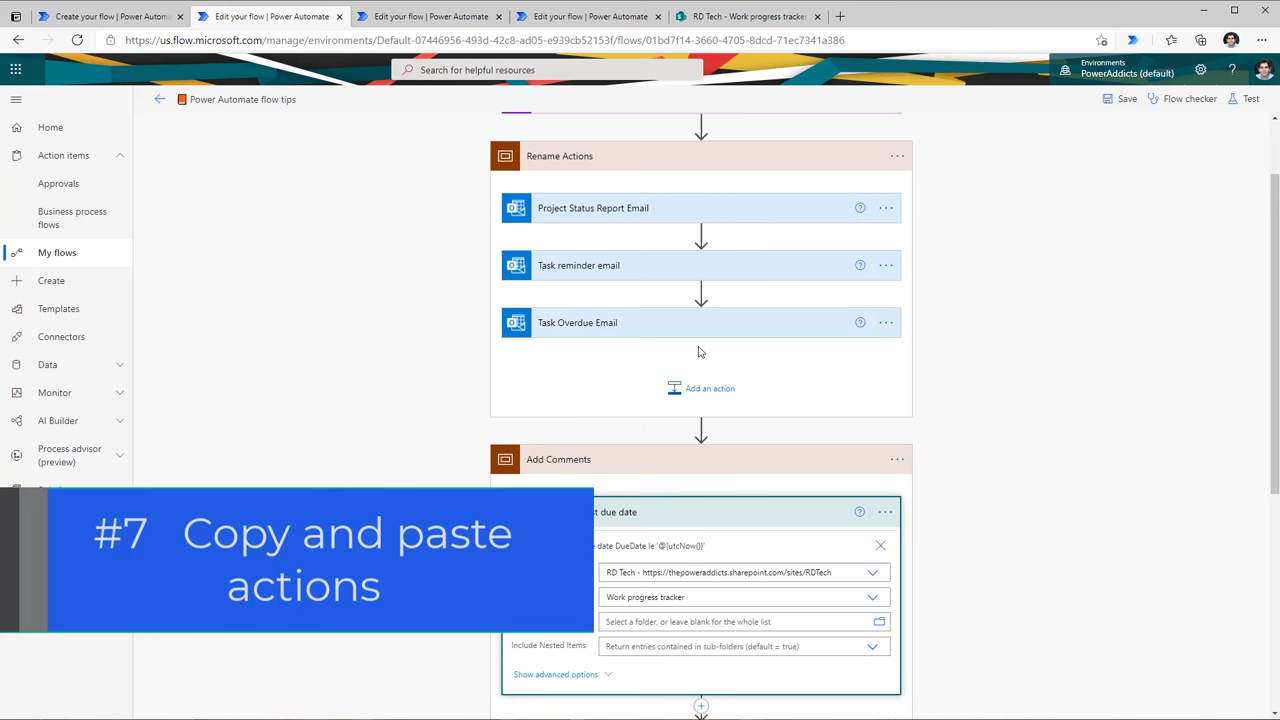 Create your flow | Power Autom
Edit your flow | Power Automate
Edit your flow | Power Automate
Edit your flow | Power Automate
RD Tech - Work progress tracker
https://us.flow.microsoft.com/manage/environments/Default-07446956-493d-42c8-ad05-e939cb52153f/flows/01bd7f14-3660-4705-8dcd-71ec7341a386
Search for helpful resources
Environments
PowerAddicts (default)
Power Automate flow tips
Save
Flow checker
Test
Home
Action items
Approvals
Business process
flows
My flows
Create
Templates
Connectors
Data
Monitor
AI Builder
Process advisor
(preview)
Rename Actions
Project Status Report Email
Task reminder email
Task Overdue Email
Add an action
Add Comments
st due date
e date DueDate le '@{utcNow()}'
RD Tech - https://thepoweraddicts.sharepoint.com/sites/RDTech
Work progress tracker
Select a folder, or leave blank for the whole list
Include Nested Items
Return entries contained in sub-folders (default = true)
Show advanced options
#7 Copy and paste
actions